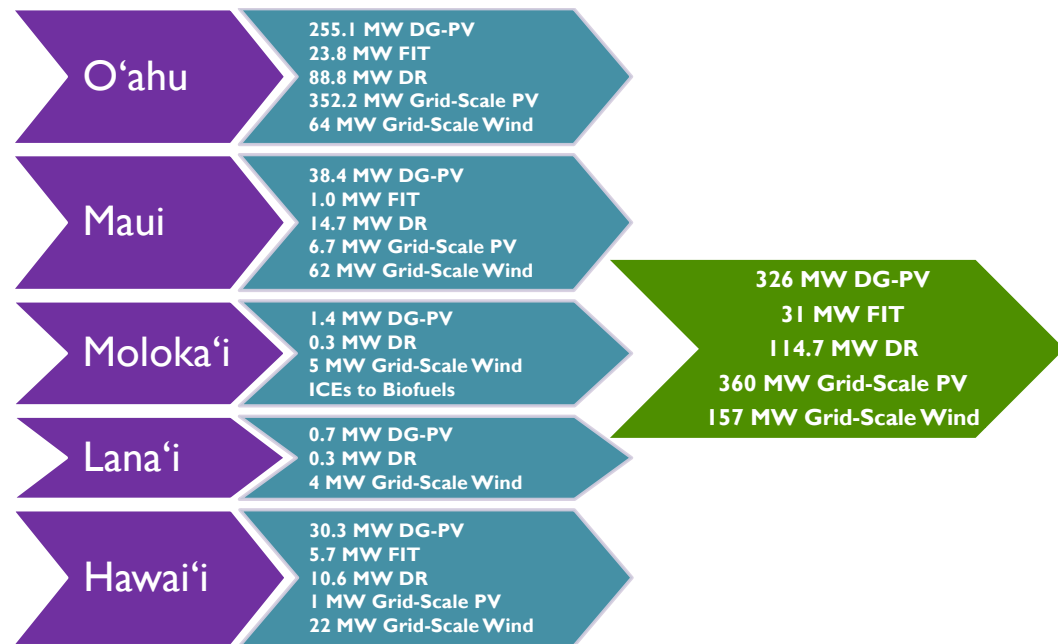 Oʻahu
255.1 MW DG-PV
23.8 MW FIT
88.8 MW DR
352.2 MW Grid-Scale PV
64 MW Grid-Scale Wind
Maui
38.4 MW DG-PV
1.0 MW FIT
14.7 MW DR
6.7 MW Grid-Scale PV
62 MW Grid-Scale Wind
Molokaʻi
1.4 MW DG-PV
0.3 MW DR
5 MW Grid-Scale Wind
ICEs to Biofuels
Lanaʻi
0.7 MW DG-PV
0.3 MW DR
4 MW Grid-Scale Wind
Hawaiʻi
30.3 MW DG-PV
5.7 MW FIT
10.6 MW DR
1 MW Grid-Scale PV
22 MW Grid-Scale Wind
326 MW DG-PV
31 MW FIT
114.7 MW DR
360 MW Grid-Scale PV
157 MW Grid-Scale Wind